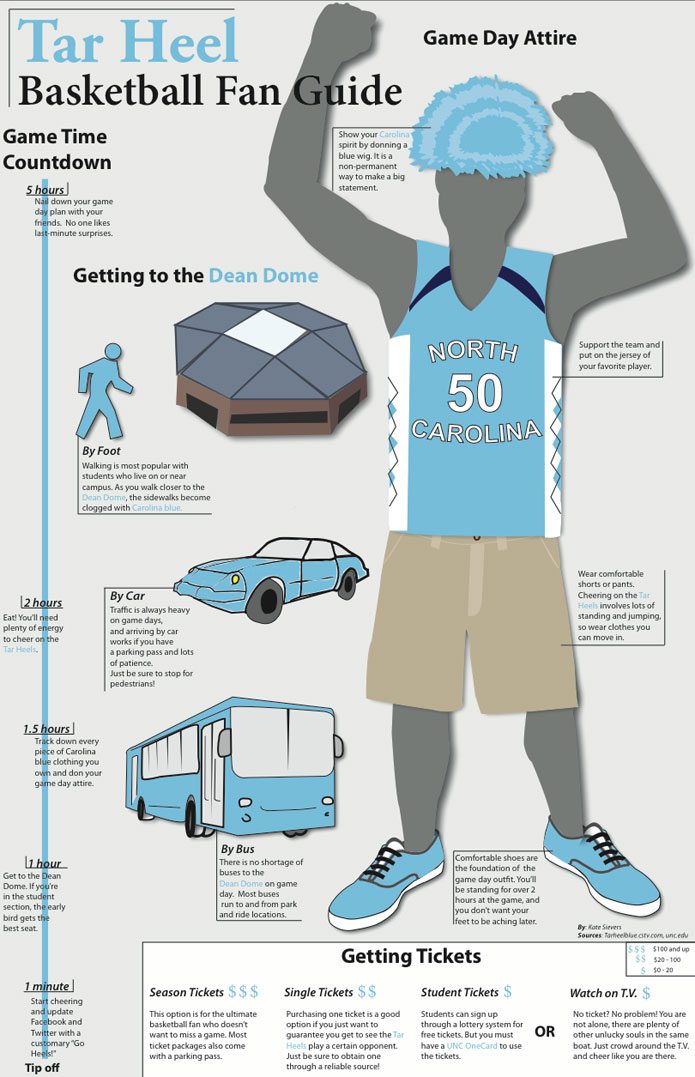 Tar Heel
Basketball Fan Guide
Game Day Attire
Show your Carolina
spirit by donning a
blue wig. It is a
non-permanent
way to make a big
statement.
Game Time
Countdown
5 hours
Nail down your game
day plan with your
friends. No one likes
last-minute surprises.
Getting to the Dean Dome
Support the team and
put on the jersey of
your favorite player.
NORTH
50
CAROLINA
By Foot
Walking is most popular with
students who live on or near
campus. As you walk closer to the
Dean Dome, the sidewalks become
clogged with Carolina blue.
2 hours
Eat! You'll need
plenty of energy
to cheer on the
Tar Heels.
By Car
Traffic is always heavy
on game days,
and arriving by car
works if you have
a parking pass and lots
of patience.
Just be sure to stop for
pedestrians!
Wear comfortable
shorts or pants.
Cheering on the Tar
Heels involves lots of
standing and jumping,
so wear clothes you
can move in.
1.5 hours
Track down every
piece of Carolina
blue clothing you
own and don your
game day attire.
By Bus
There is no shortage of
buses to the
Dean Dome on game
day. Most buses
run to and from park
and ride locations.
1 hour
Get to the Dean
Dome. If you're
in the student
section, the early
bird gets the
best seat.
Comfortable shoes are
the foundation of the
game day outfit. You'll
be standing for over 2
hours at the game, and
you don't want your
feet to be aching later.
By: Kate Sievers
Sources: Tarheelblue.cstv.com, unc.edu
1 minute
Start cheering
and update
Facebook and
Twitter with a
customary "Go
Heels!"
Tip off
Getting Tickets
$$$ $100 and up
$$ $20 - 100
$ $0 - 20
Season Tickets $$$
This option is for the ultimate
basketball fan who doesn't
want to miss a game. Most
ticket packages also come
with a parking pass.
Single Tickets $$
Purchasing one ticket is a good
option if you just want to
guarantee you get to see the Tar
Heels play a certain opponent.
Just be sure to obtain one
through a reliable source!
Student Tickets $
Students can sign up
through a lottery system for
free tickets. But you must
have a UNC OneCard to use
the tickets.
OR
Watch on T.V. $
No ticket? No problem! You are
not alone, there are plenty of
other unlucky souls in the same
boat. Just crowd around the T.V.
and cheer like you are there.